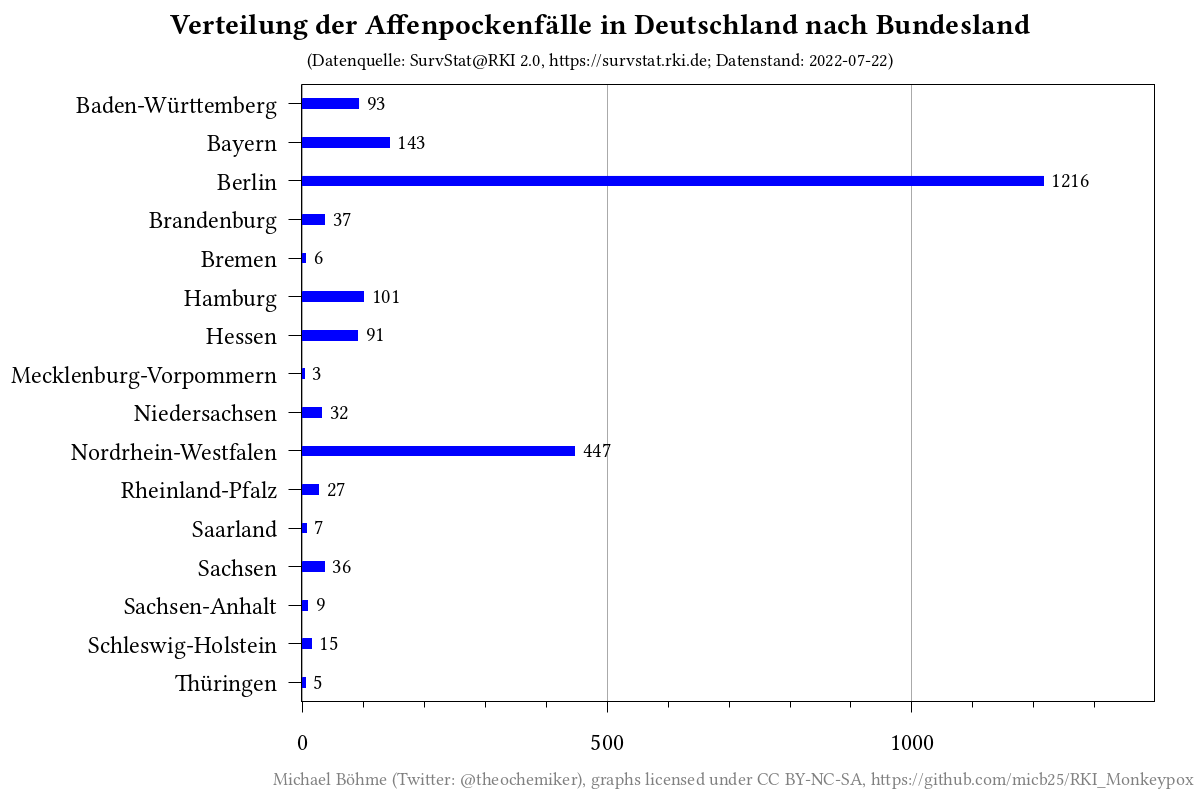 Verteilung der Affenpockenfälle in Deutschland nach Bundesland
(Datenquelle: SurvStat@RKI 2.0, https://survstat.rki.de; Datenstand: 2022-07-22)
Baden-Württemberg 93
Bayern 143
Berlin 1216
Brandenburg 37
Bremen 6
Hamburg 101
Hessen 91
Mecklenburg-Vorpommern 3
Niedersachsen 32
Nordrhein-Westfalen 447
Rheinland-Pfalz 27
Saarland 7
Sachsen 36
Sachsen-Anhalt 9
Schleswig-Holstein 15
Thüringen 5
0 500 1000
Michael Böhme (Twitter: @theochemiker), graphs licensed under CC BY-NC-SA, https://github.com/micb25/RKI_Monkeypox